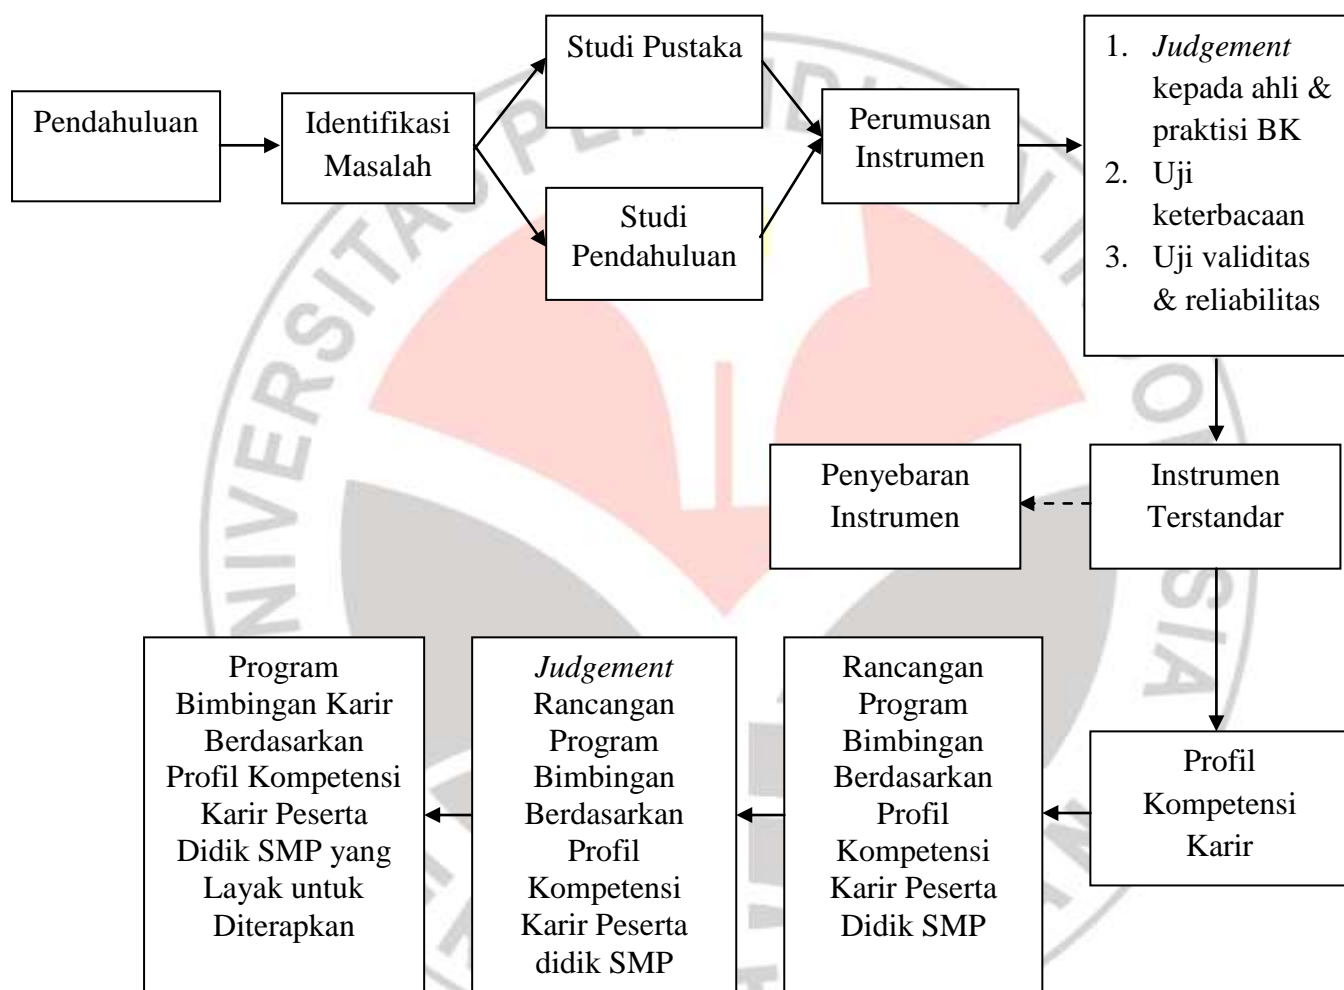 Pendahuluan
Identifikasi
Masalah
Studi Pustaka
Studi
Pendahuluan
Perumusan
Instrumen
1. Judgement
kepada ahli &
praktisi BK
2. Uji
keterbacaan
3. Uji validitas
& reliabilitas
Instrumen
Terstandar
Penyebaran
Instrumen
Profil
Kompetensi
Karir
Rancangan
Program
Bimbingan
Berdasarkan
Profil
Kompetensi
Karir Peserta
Didik SMP
Judgement
Rancangan
Program
Bimbingan
Berdasarkan
Profil
Kompetensi
Karir Peserta
didik SMP
Program
Bimbingan Karir
Berdasarkan
Profil Kompetensi
Karir Peserta
Didik SMP yang
Layak untuk
Diterapkan